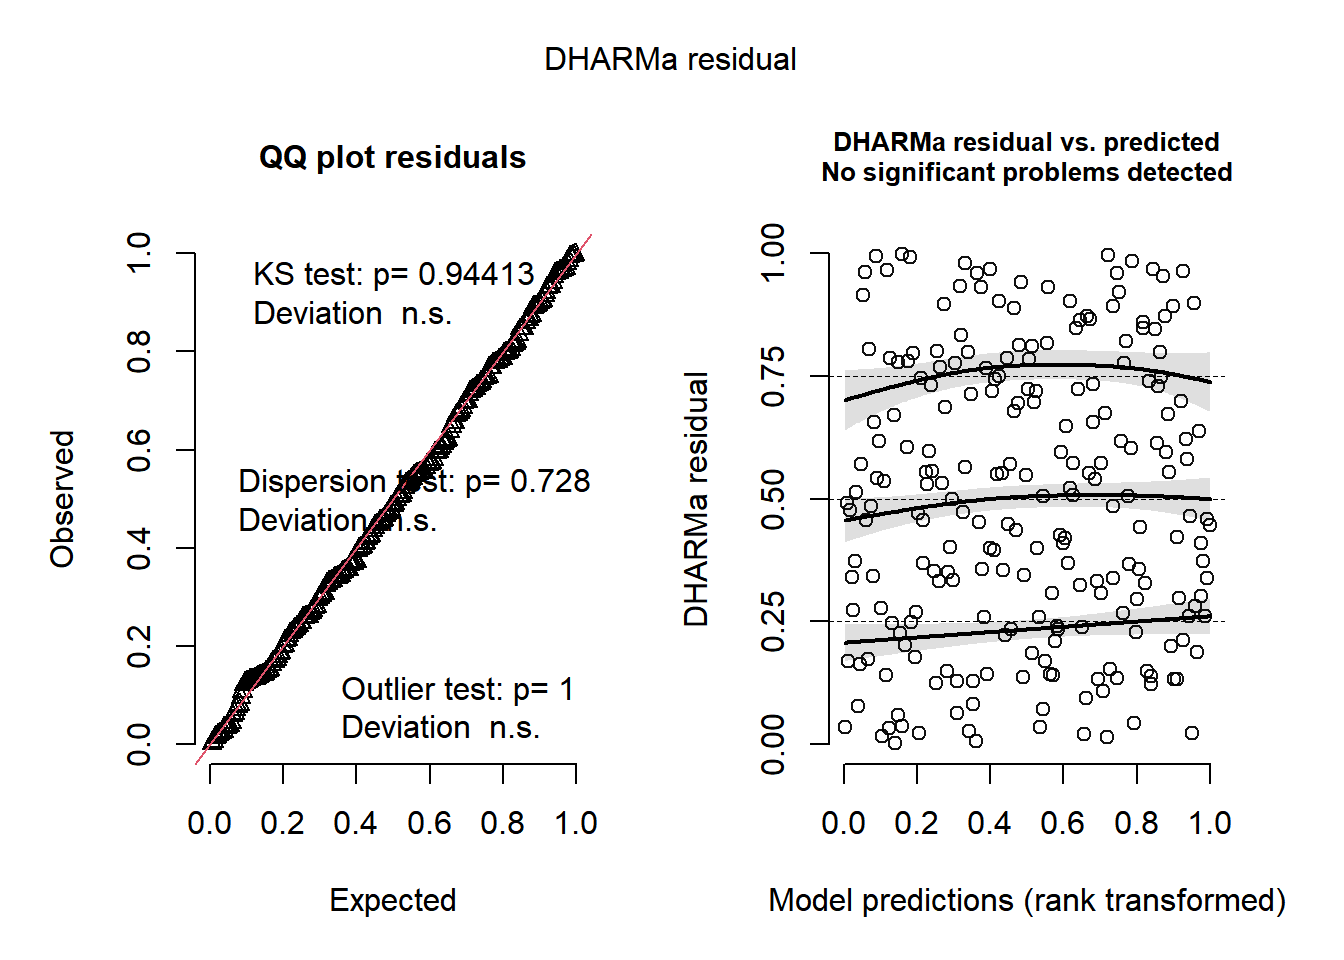 DHARMa residual
QQ plot residuals
KS test: p= 0.94413
Deviation  n.s.
Dispersion test: p= 0.728
Deviation  n.s.
Outlier test: p= 1
Deviation  n.s.
Observed
0.0 0.2 0.4 0.6 0.8 1.0
0.0 0.2 0.4 0.6 0.8 1.0
Expected
DHARMa residual vs. predicted
No significant problems detected
DHARMa residual
0.00 0.25 0.50 0.75 1.00
0.0 0.2 0.4 0.6 0.8 1.0
Model predictions (rank transformed)